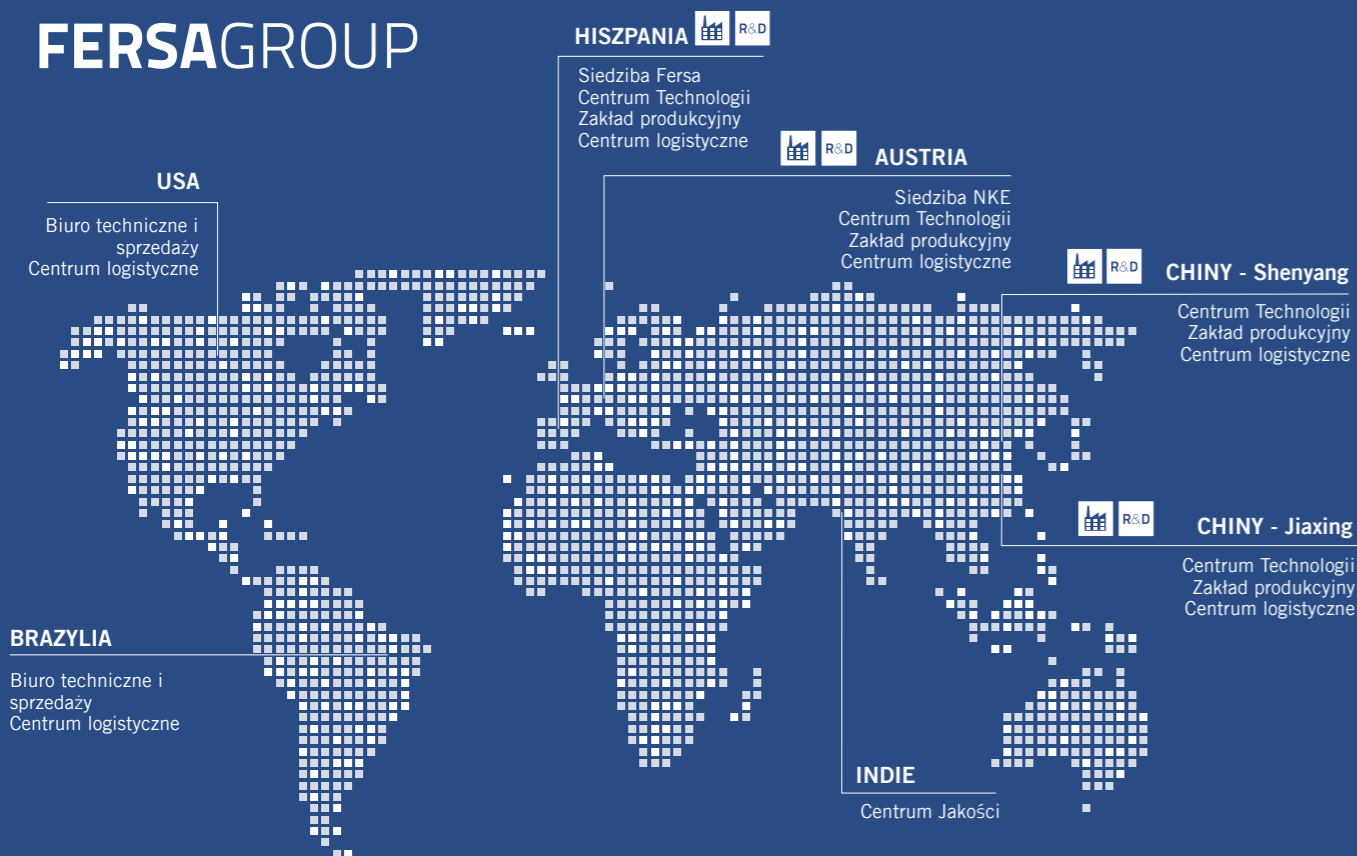 FERSAGROUP
HISZPANIA
R&D
Siedziba Fersa
Centrum Technologii
Zakład produkcyjny
Centrum logistyczne
R&D
AUSTRIA
Siedziba NKE
Centrum Technologii
Zakład produkcyjny
Centrum logistyczne
USA
Biuro techniczne i
sprzedaży
Centrum logistyczne
R&D
CHINY - Shenyang
Centrum Technologii
Zakład produkcyjny
Centrum logistyczne
R&D
CHINY - Jiaxing
Centrum Technologii
Zakład produkcyjny
Centrum logistyczne
BRAZYLIA
Biuro techniczne i
sprzedaży
Centrum logistyczne
INDIE
Centrum Jakości